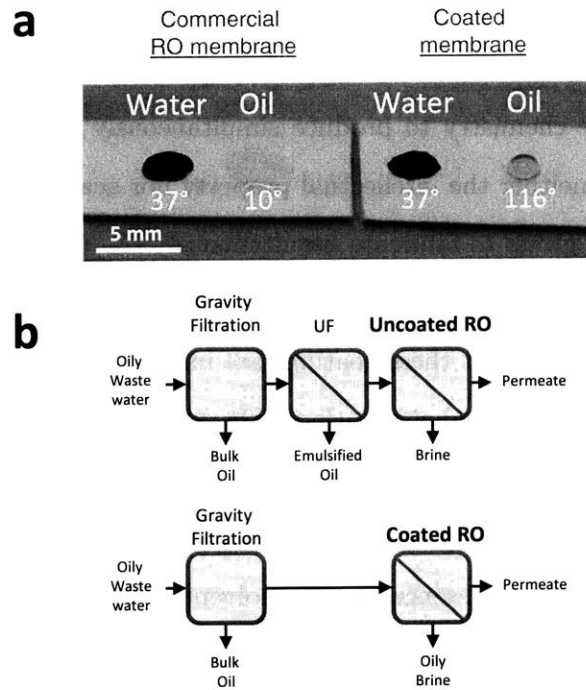 a
Commercial
RO membrane
Coated
membrane
Water Oil
37° 10°
Water Oil
37° 116°
5 mm
b
Gravity
Filtration
UF
Uncoated RO
Oily
Waste
water
Permeate
Bulk
Oil
Emulsified
Oil
Brine
Gravity
Filtration
Coated RO
Oily
Waste
water
Permeate
Bulk
Oil
Oily
Brine